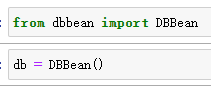 : from dbbean import DBBean
: db = DBBean()